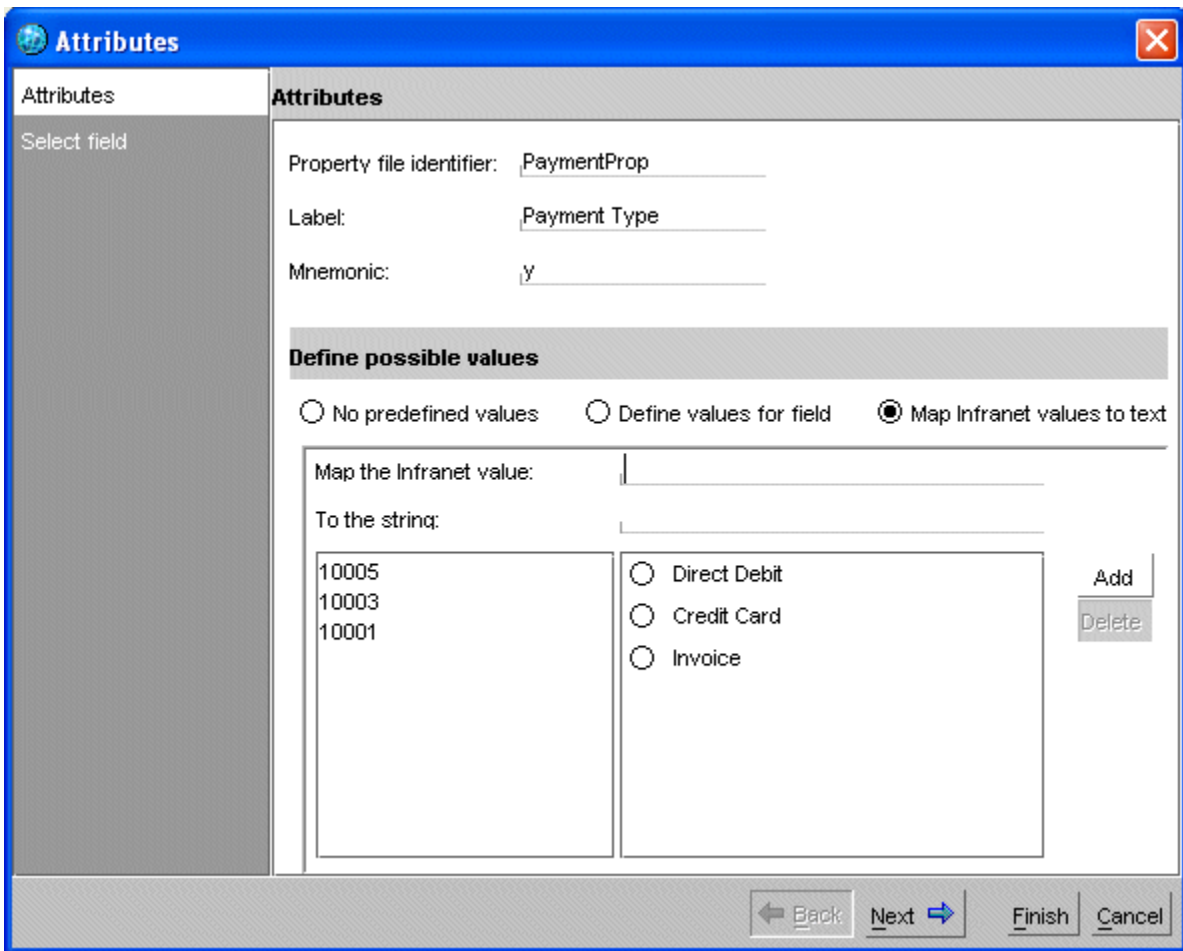 Attributes
Attributes
Select field
Attributes
Property file identifier: PaymentProp
Label: Payment Type
Mnemonic: y
Define possible values
No predefined values Define values for field Map Infranet values to text
Map the Infranet value:
To the string:
10005 Direct Debit
10003 Credit Card
10001 Invoice
Add
Delete
Back Next Finish Cancel